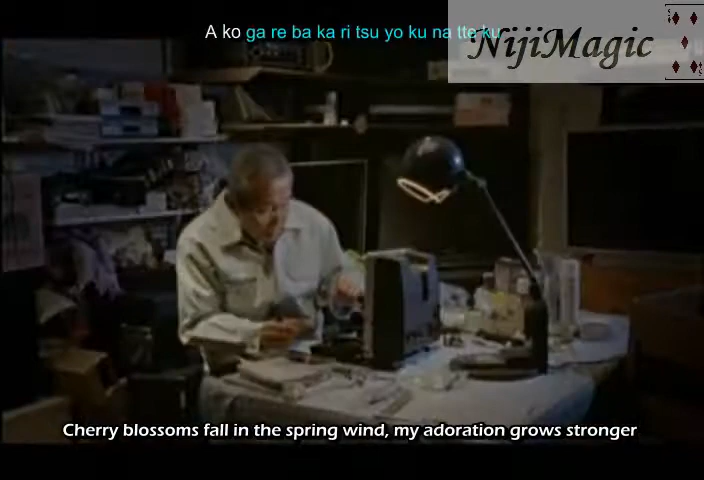 A ko ga re ba ka ri tsu yo ku na tte ku
NijiMagic
Cherry blossoms fall in the spring wind, my adoration grows stronger